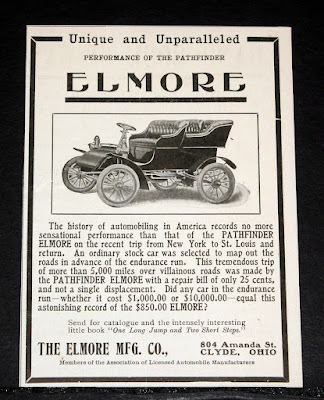 Unique and Unparalleled
PERFORMANCE OF THE PATHFINDER
ELMORE
The history of automobiling in America records no more
sensational performance than that of the PATHFINDER
ELMORE on the recent trip from New York to St. Louis and
return. An ordinary stock car was selected to map out the
roads in advance of the endurance run. This tremendous trip
of more than 5,000 miles over villainous roads was made by
the PATHFINDER ELMORE with a repair bill of only 25 cents,
and not a single displacement. Did any car in the endurance
run—whether it cost $1,000.00 or $10,000.00—equal this
astonishing record of the $850.00 ELMORE?
Send for catalogue and the intensely interesting
little book "One Long Jump and Two Short Steps."
THE ELMORE MFG. CO., 804 Amanda St.
CLYDE, OHIO
Members of the Association of Licensed Automobile Manufacturers